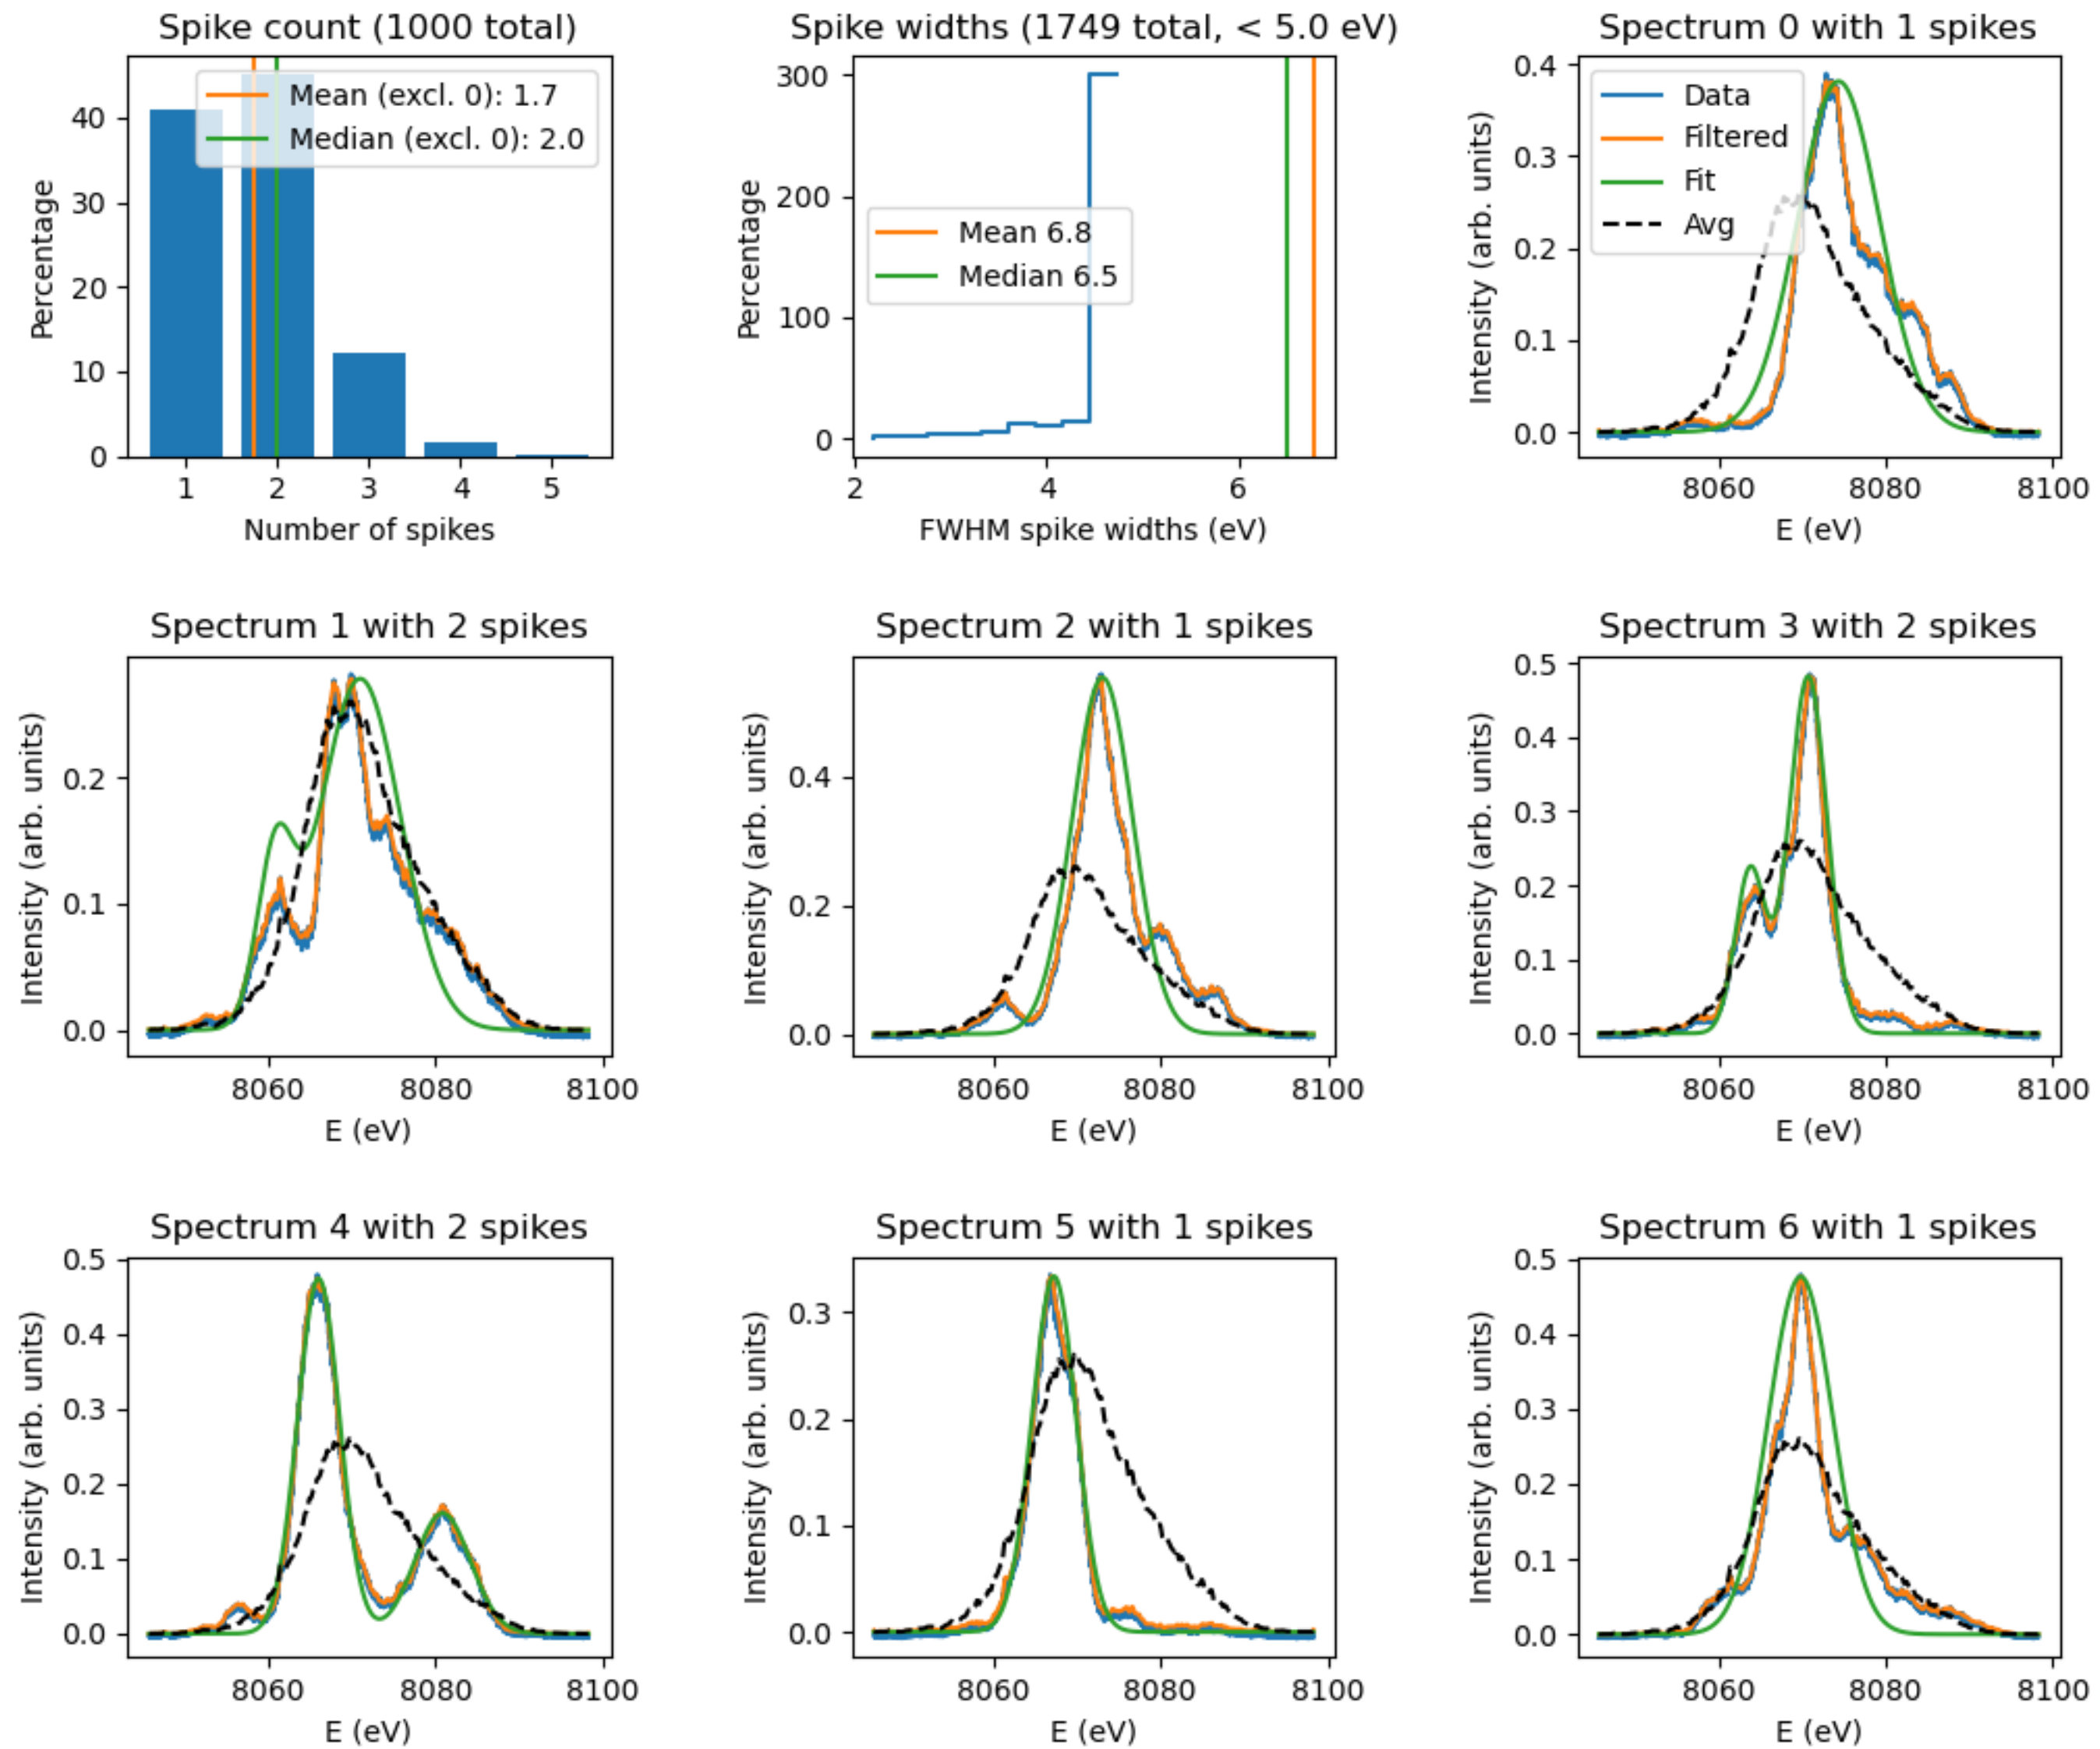 Spike count (1000 total)
Mean (excl. 0): 1.7
Median (excl. 0): 2.0
Percentage
40
30
20
10
0
1 2 3 4 5
Number of spikes
Spike widths (1749 total, < 5.0 eV)
Mean 6.8
Median 6.5
Percentage
300
200
100
0
2 4 6
FWHM spike widths (eV)
Spectrum 0 with 1 spikes
Data
Filtered
Fit
Avg
Intensity (arb. units)
0.4
0.3
0.2
0.1
0.0
8060 8080 8100
E (eV)
Spectrum 1 with 2 spikes
Intensity (arb. units)
0.2
0.1
0.0
8060 8080 8100
E (eV)
Spectrum 2 with 1 spikes
Intensity (arb. units)
0.4
0.2
0.0
8060 8080 8100
E (eV)
Spectrum 3 with 2 spikes
Intensity (arb. units)
0.5
0.4
0.3
0.2
0.1
0.0
8060 8080 8100
E (eV)
Spectrum 4 with 2 spikes
Intensity (arb. units)
0.5
0.4
0.3
0.2
0.1
0.0
8060 8080 8100
E (eV)
Spectrum 5 with 1 spikes
Intensity (arb. units)
0.3
0.2
0.1
0.0
8060 8080 8100
E (eV)
Spectrum 6 with 1 spikes
Intensity (arb. units)
0.5
0.4
0.3
0.2
0.1
0.0
8060 8080 8100
E (eV)